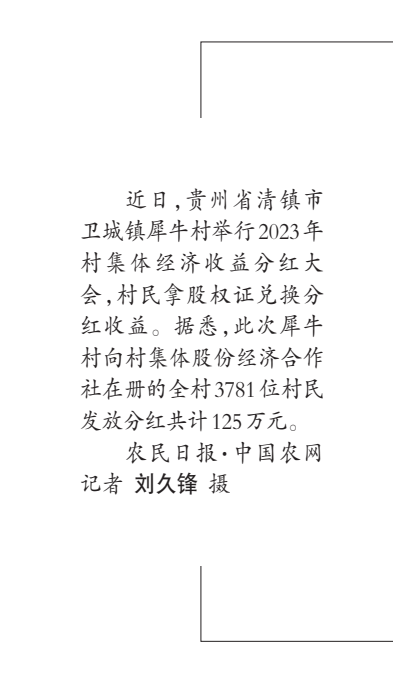 近日,贵州省清镇市
卫城镇犀牛村举行2023年
村集体经济收益分红大
会,村民拿股权证兑换分
红收益。据悉,此次犀牛
村向村集体股份经济合作
社在册的全村3781位村民
发放分红共计125万元。
农民日报·中国农网
记者 刘久锋 摄